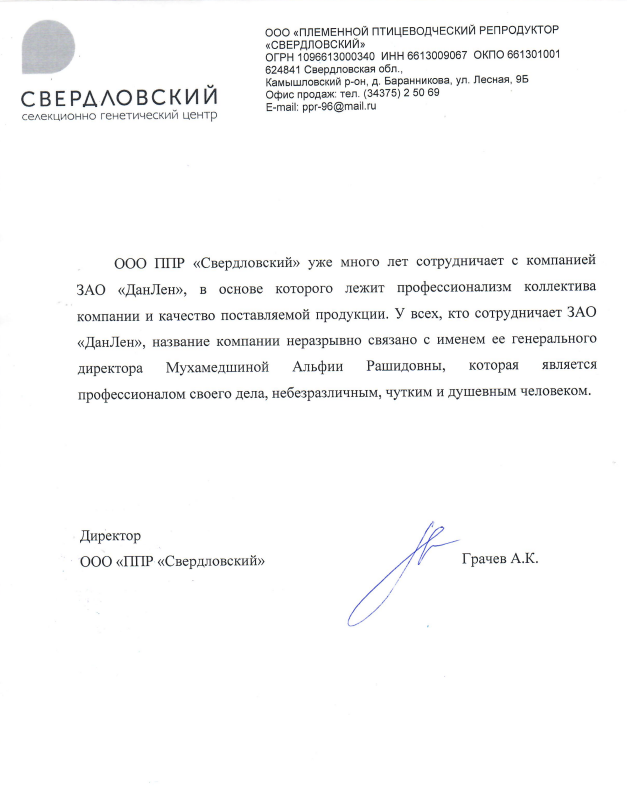 СВЕРДЛОВСКИЙ
селекционно генетический центр
ООО «ПЛЕМЕННОЙ ПТИЦЕВОДЧЕСКИЙ РЕПРОДУКТОР
«СВЕРДЛОВСКИЙ»
ОГРН 1096613000340 ИНН 6613009067 ОКПО 661301001
624841 Свердловская обл.,
Камышловский р-он, д. Баранникова, ул. Лесная, 9Б
Офис продаж: тел. (34375) 2 50 69
E-mail: ppr-96@mail.ru
ООО ППР «Свердловский» уже много лет сотрудничает с компанией
ЗАО «ДанЛен», в основе которого лежит профессионализм коллектива
компании и качество поставляемой продукции. У всех, кто сотрудничает ЗАО
«ДанЛен», название компании неразрывно связано с именем ее генерального
директора Мухамедшиной Альфии Рашидовны, которая является
профессионалом своего дела, небезразличным, чутким и душевным человеком.
Директор
ООО «ППР «Свердловский»
Грачев А.К.